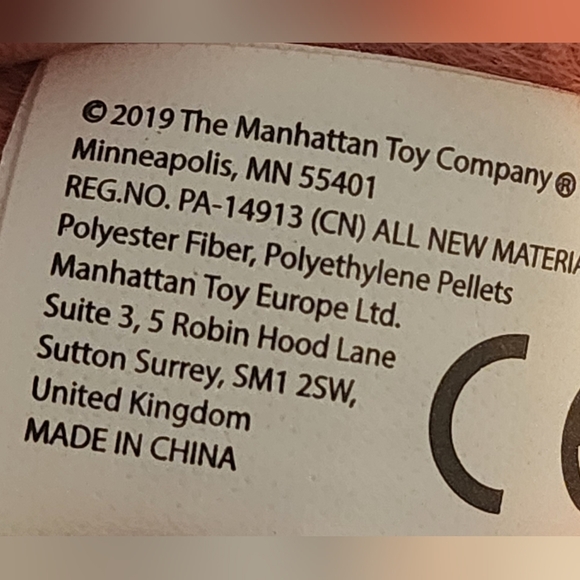 © 2019 The Manhattan Toy Company®
Minneapolis, MN 55401
REG.NO. PA-14913 (CN) ALL NEW MATERIA
Polyester Fiber, Polyethylene Pellets
Manhattan Toy Europe Ltd.
Suite 3, 5 Robin Hood Lane
Sutton Surrey, SM1 2SW,
United Kingdom
MADE IN CHINA
CE